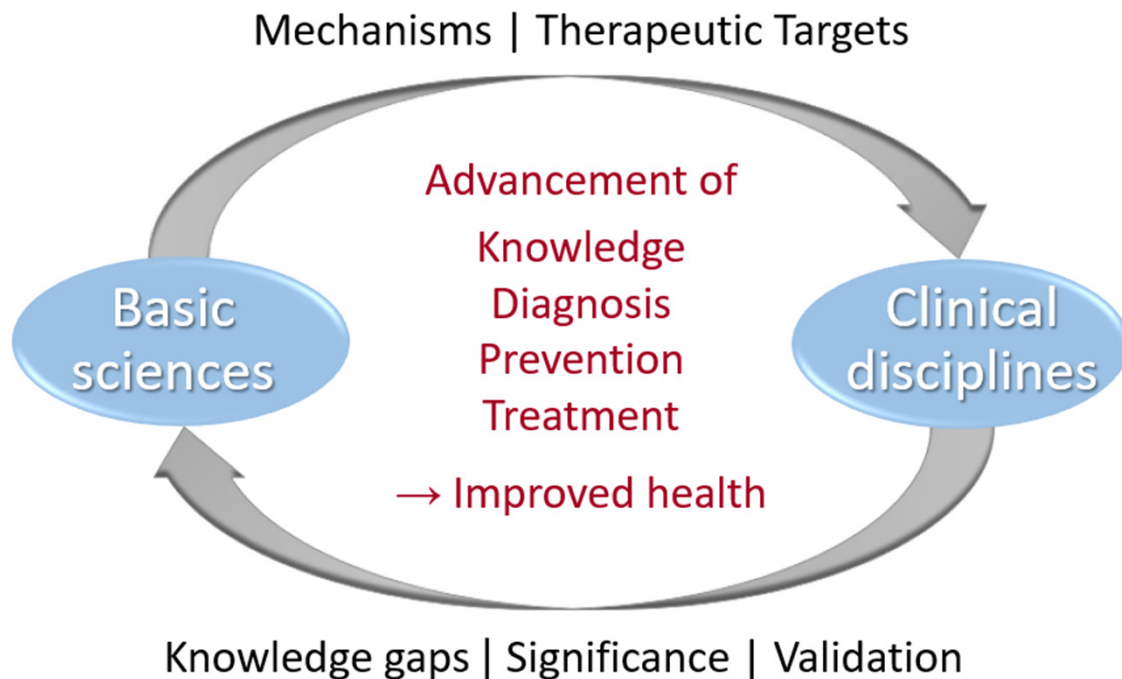 Mechanisms | Therapeutic Targets
Advancement of
Knowledge
Diagnosis
Prevention
Treatment
→ Improved health
Basic
sciences
Clinical
disciplines
Knowledge gaps | Significance | Validation